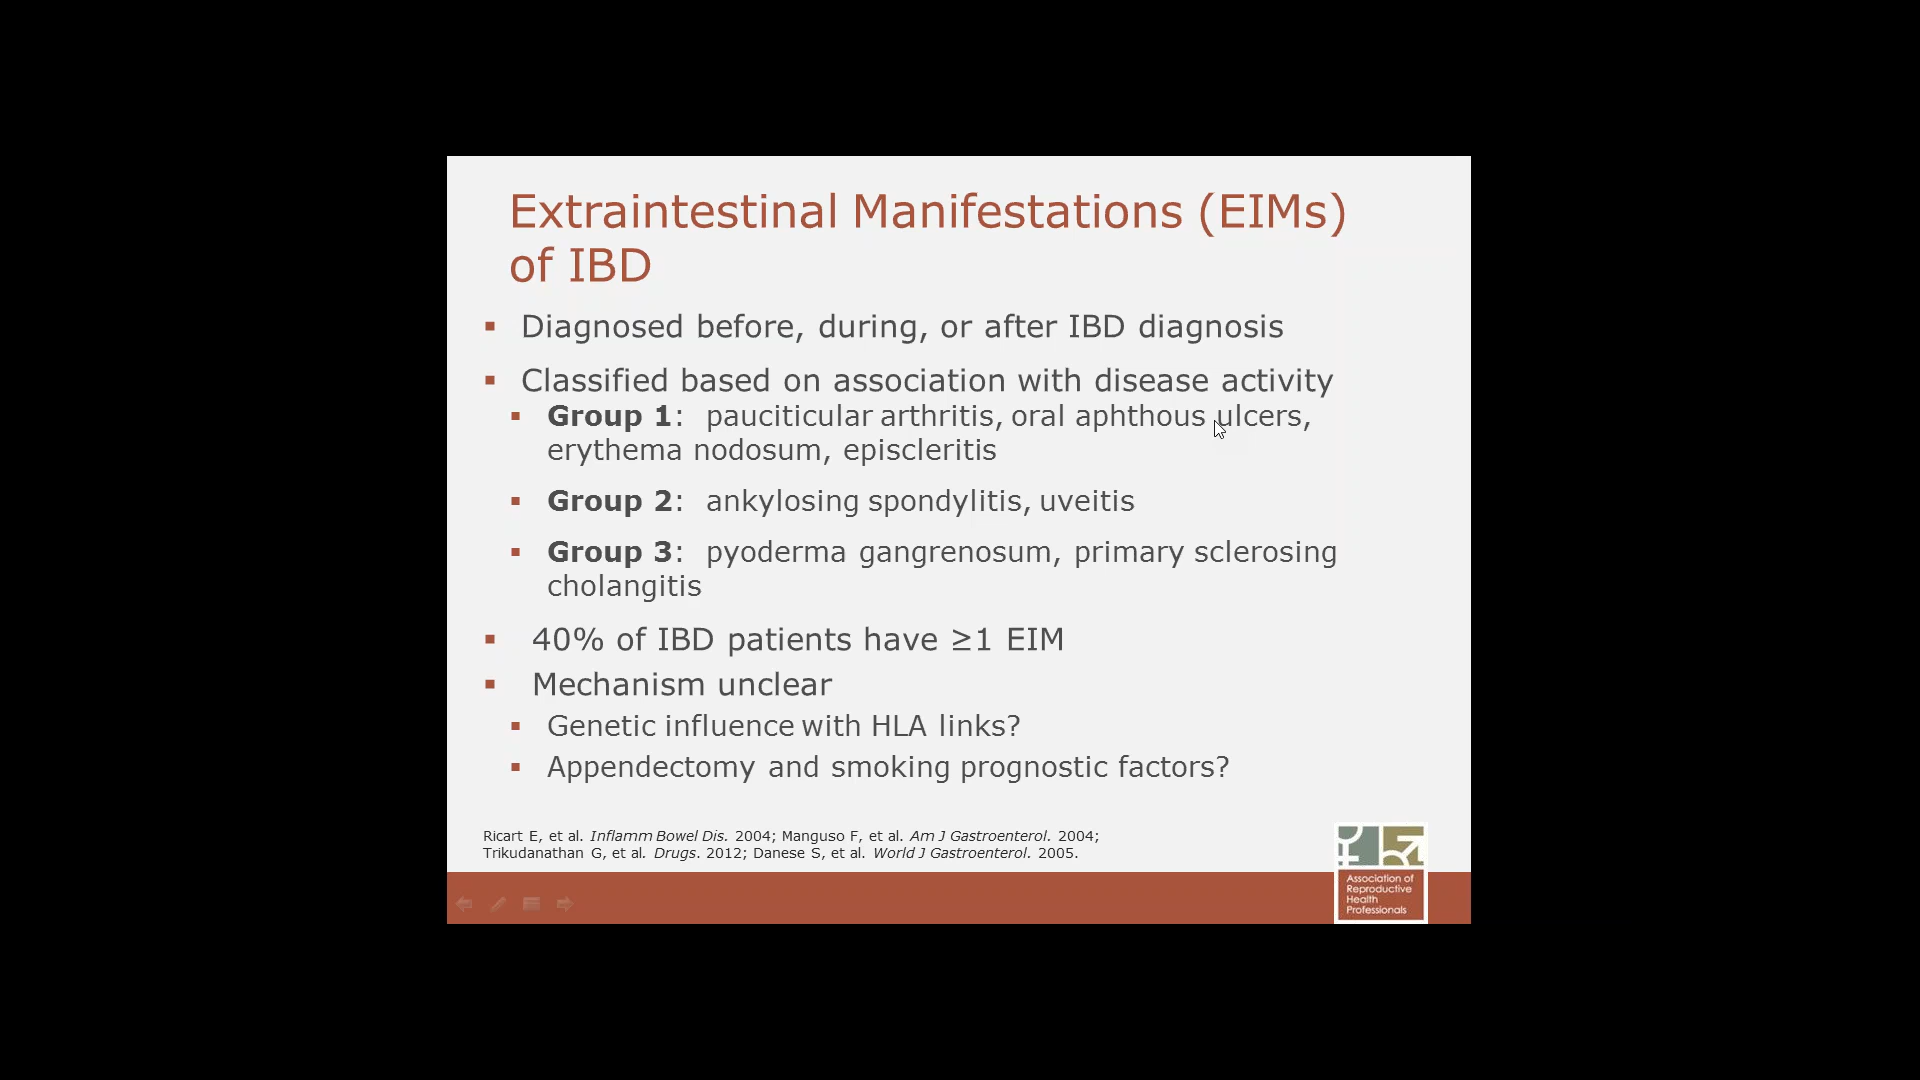 Extraintestinal Manifestations (EIMs)
of IBD
▪ Diagnosed before, during, or after IBD diagnosis
▪ Classified based on association with disease activity
▪ Group 1: pauciticular arthritis, oral aphthous ulcers,
erythema nodosum, episcleritis
▪ Group 2: ankylosing spondylitis, uveitis
▪ Group 3: pyoderma gangrenosum, primary sclerosing
cholangitis
▪ 40% of IBD patients have ≥1 EIM
▪ Mechanism unclear
▪ Genetic influence with HLA links?
▪ Appendectomy and smoking prognostic factors?
Ricart E, et al. Inflamm Bowel Dis. 2004; Manguso F, et al. Am J Gastroenterol. 2004;
Trikudanathan G, et al. Drugs. 2012; Danese S, et al. World J Gastroenterol. 2005.
Association of
Reproductive
Health
Professionals